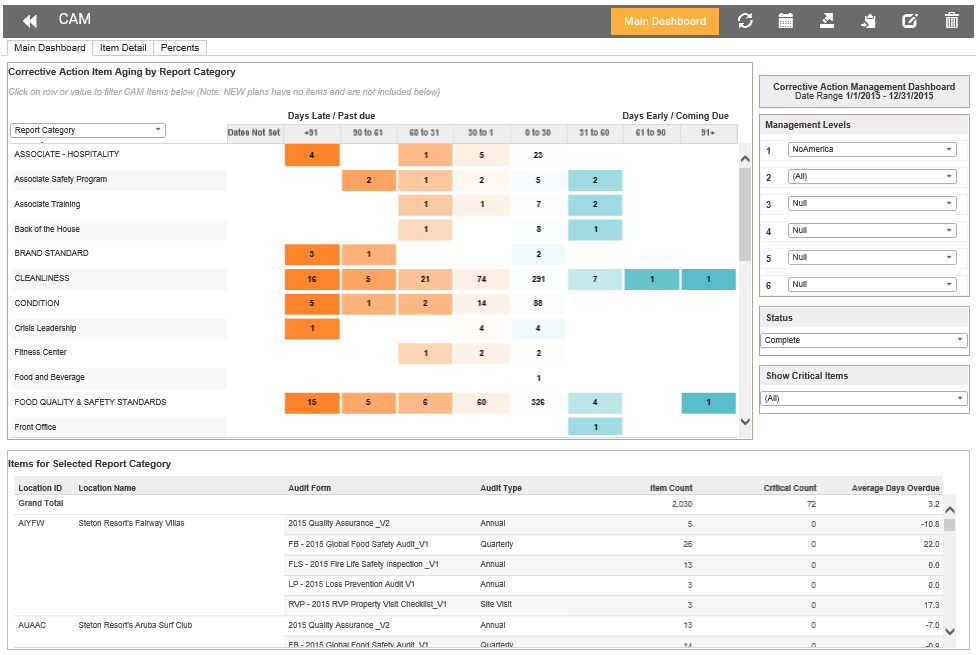 CAM Main Dashboard
Main Dashboard Item Detail Percents
Corrective Action Item Aging by Report Category
Click on row or value to filter CAM Items below (Note: NEW plans have no items and are not included below)
Days Late / Past due Days Early / Coming Due
Report Category Dates Not Set +91 90 to 61 60 to 31 30 to 1 0 to 30 31 to 60 61 to 90 91+
ASSOCIATE - HOSPITALITY 4 1 5 23
Associate Safety Program 2 1 2 5 2
Associate Training 1 1 7 2
Back of the House 1 8 1
BRAND STANDARD 3 1 2
CLEANLINESS 16 5 21 74 291 7 1 1
CONDITION 5 1 2 14 88
Crisis Leadership 1 4 4
Fitness Center 1 2 2
Food and Beverage 1
FOOD QUALITY & SAFETY STANDARDS 15 5 6 60 326 4 1
Front Office 1
Corrective Action Management Dashboard
Date Range 1/1/2015 - 12/31/2015
Management Levels
1 NoAmerica
2 (All)
3 Null
4 Null
5 Null
6 Null
Status
Complete
Show Critical Items
(All)
Items for Selected Report Category
Location ID Location Name Audit Form Audit Type Item Count Critical Count Average Days Overdue
Grand Total 2,030 72 3.2
AIYFW Steton Resort's Fairway Villas 2015 Quality Assurance _V2 Annual 5 0 -10.8
FB - 2015 Global Food Safety Audit_V1 Quarterly 26 0 22.0
FLS - 2015 Fire Life Safety Inspection _V1 Annual 13 0 0.0
LP - 2015 Loss Prevention Audit V1 Annual 3 0 0.0
RVP - 2015 RVP Property Visit Checklist_V1 Site Visit 3 0 17.3
AUAAC Steton Resort's Aruba Surf Club 2015 Quality Assurance _V2 Annual 13 0 -7.0
FB - 2015 Global Food Safety Audit_V1 Quarterly 14 0 -0.9